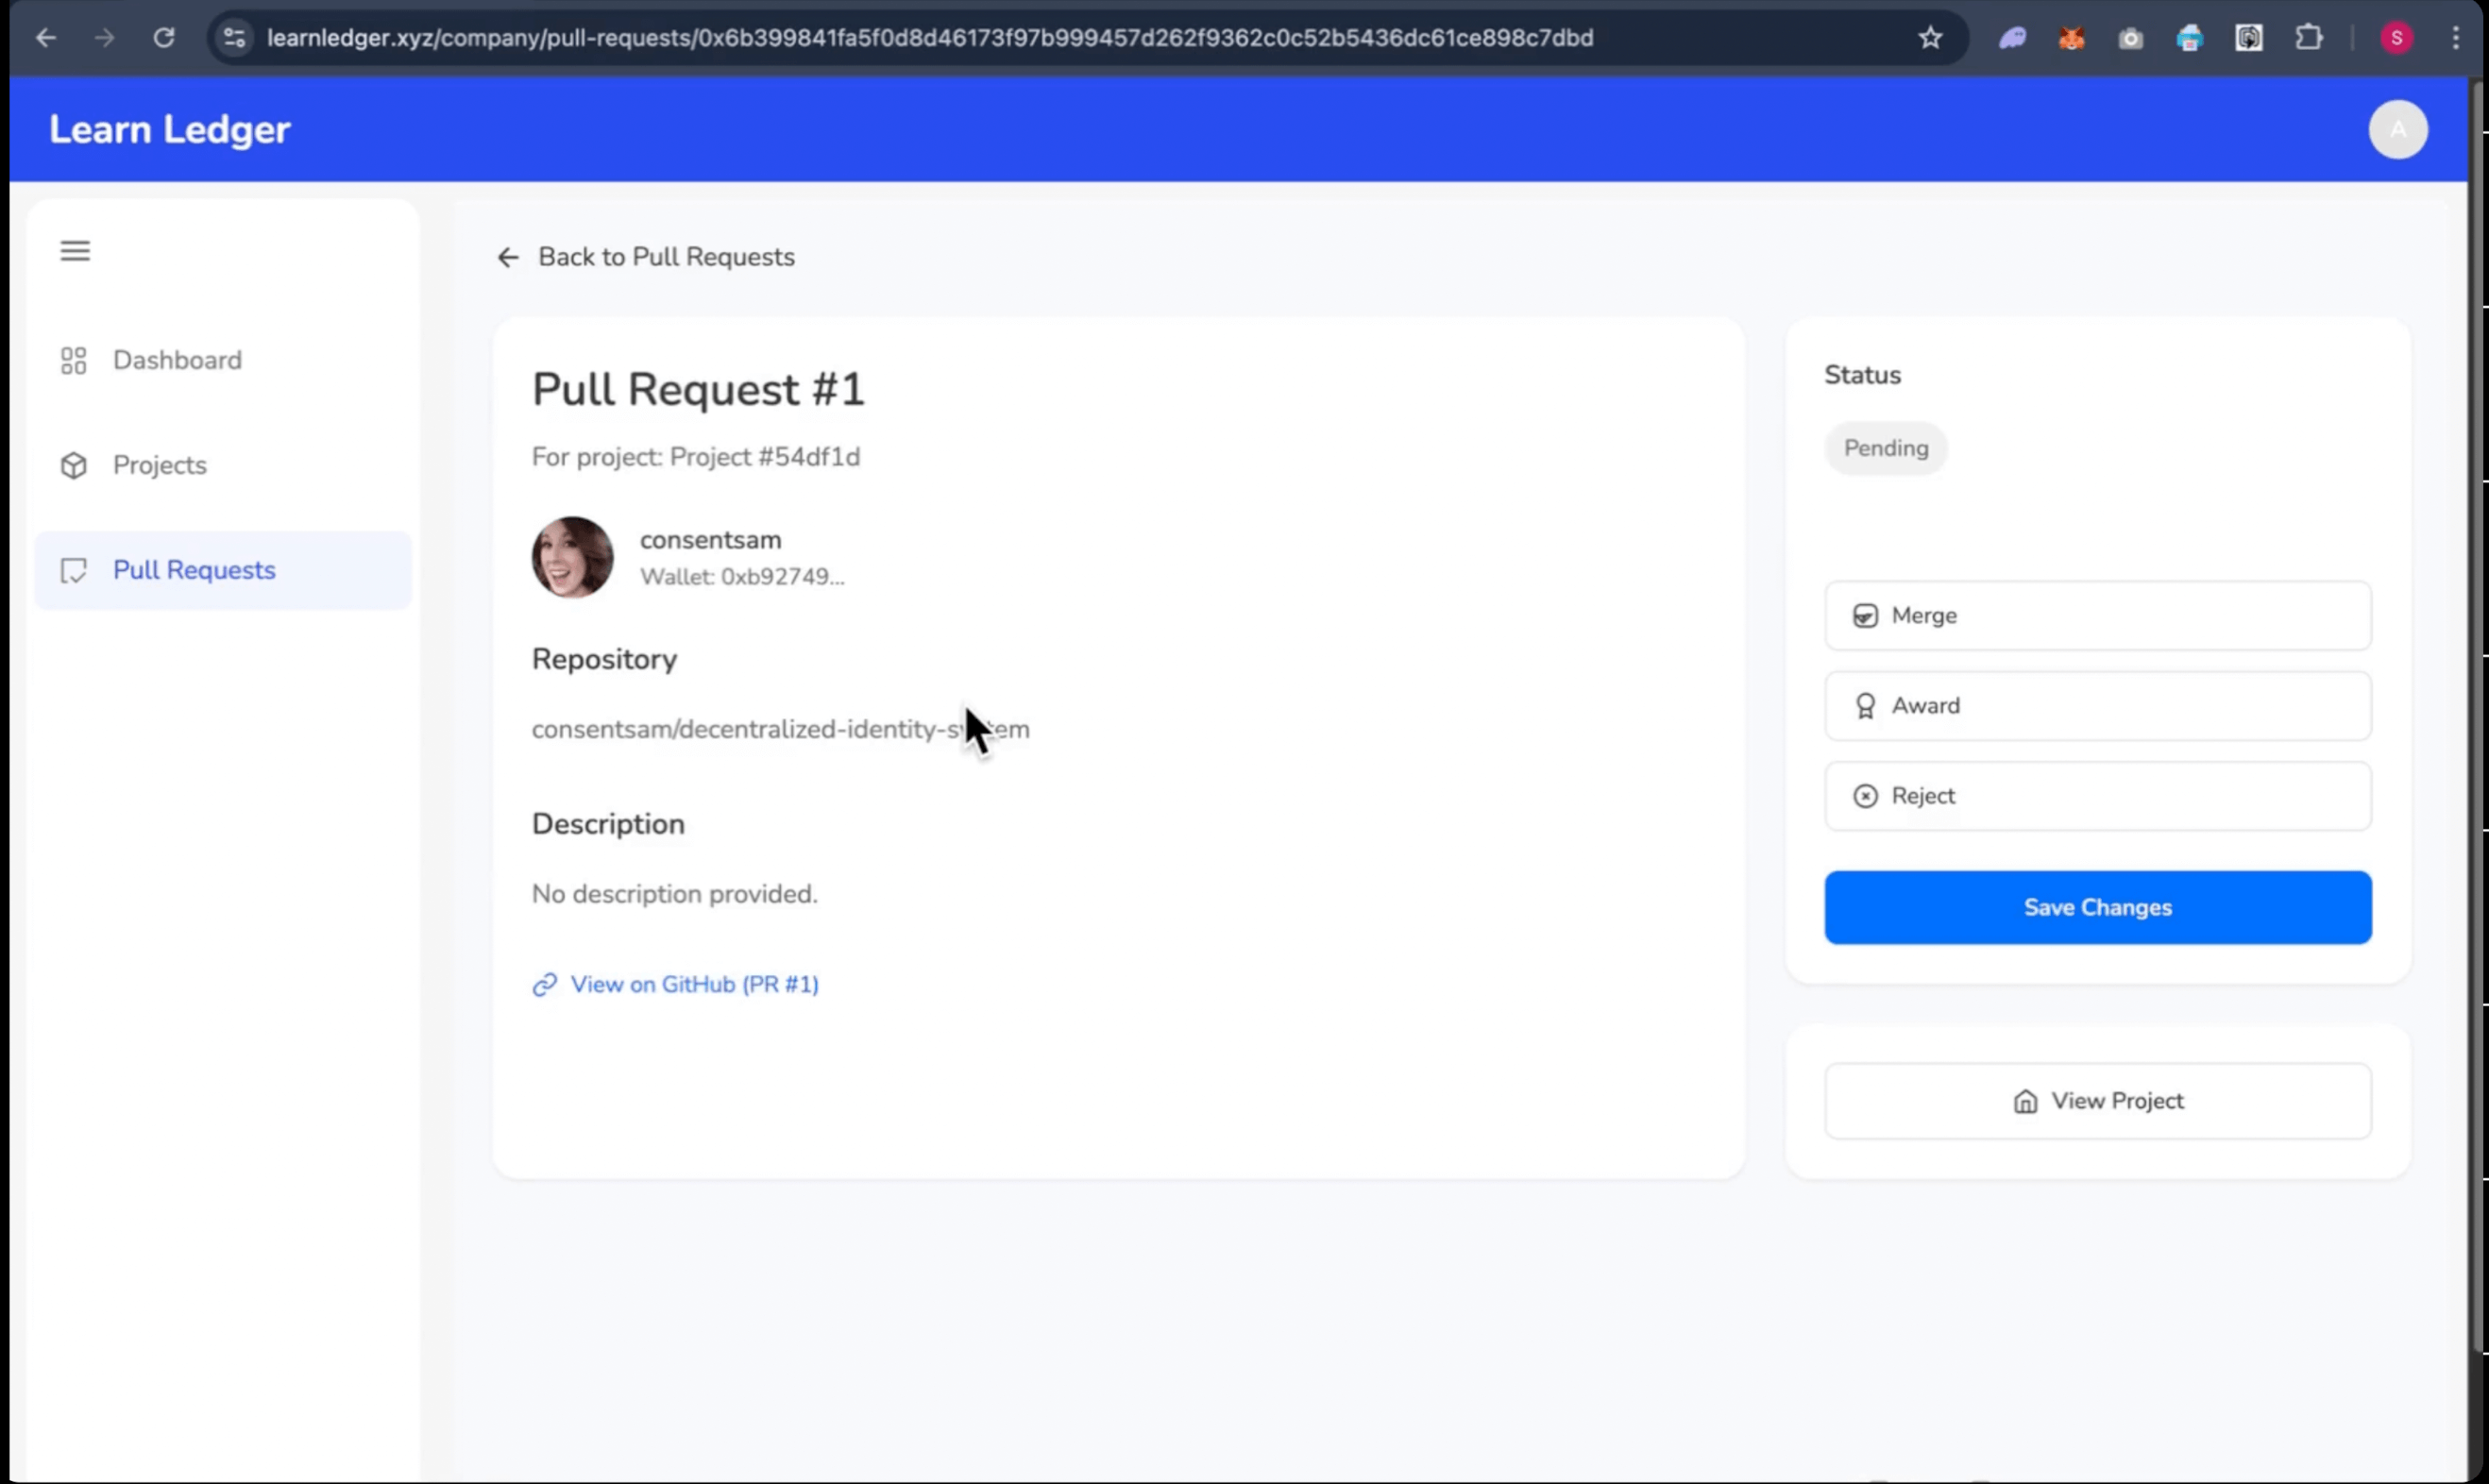 learnledger.xyz/company/pull-requests/0x6b399841fa5f0d8d46173f97b999457d262f9362c0c52b5436dc61ce898c7dbd
S
Learn Ledger
A
Dashboard
Projects
Pull Requests
Back to Pull Requests
Pull Request #1
For project: Project #54df1d
consentsam
Wallet: 0xb92749...
Repository
consentsam/decentralized-identity-system
Description
No description provided.
View on GitHub (PR #1)
Status
Pending
Merge
Award
Reject
Save Changes
View Project